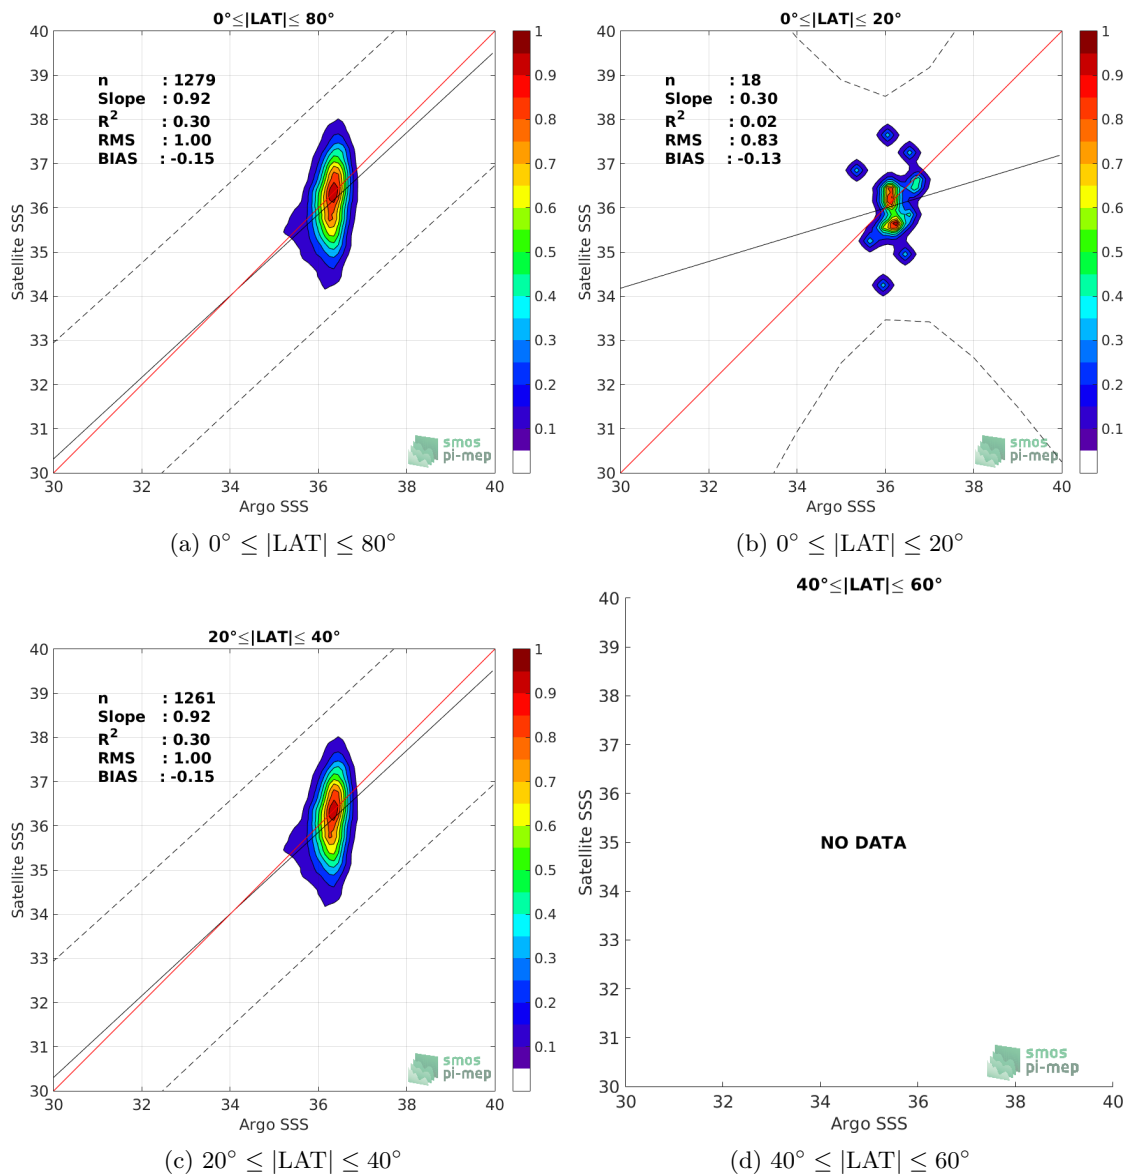 0°≤|LAT|≤ 80°
40
39
38
37
36
35
34
33
32
31
30
Satellite SSS
n : 1279
Slope : 0.92
R² : 0.30
RMS : 1.00
BIAS : -0.15
30 32 34 36 38 40
Argo SSS
smos
pi-mep
1
0.9
0.8
0.7
0.6
0.5
0.4
0.3
0.2
0.1
(a) 0° ≤ |LAT| ≤ 80°
0°≤|LAT|≤ 20°
40
39
38
37
36
35
34
33
32
31
30
Satellite SSS
n : 18
Slope : 0.30
R² : 0.02
RMS : 0.83
BIAS : -0.13
30 32 34 36 38 40
Argo SSS
smos
pi-mep
1
0.9
0.8
0.7
0.6
0.5
0.4
0.3
0.2
0.1
(b) 0° ≤ |LAT| ≤ 20°
20°≤|LAT|≤ 40°
40
39
38
37
36
35
34
33
32
31
30
Satellite SSS
n : 1261
Slope : 0.92
R² : 0.30
RMS : 1.00
BIAS : -0.15
30 32 34 36 38 40
Argo SSS
smos
pi-mep
1
0.9
0.8
0.7
0.6
0.5
0.4
0.3
0.2
0.1
(c) 20° ≤ |LAT| ≤ 40°
40°≤|LAT|≤ 60°
40
39
38
37
36
35
34
33
32
31
30
Satellite SSS
NO DATA
30 32 34 36 38 40
Argo SSS
smos
pi-mep
(d) 40° ≤ |LAT| ≤ 60°